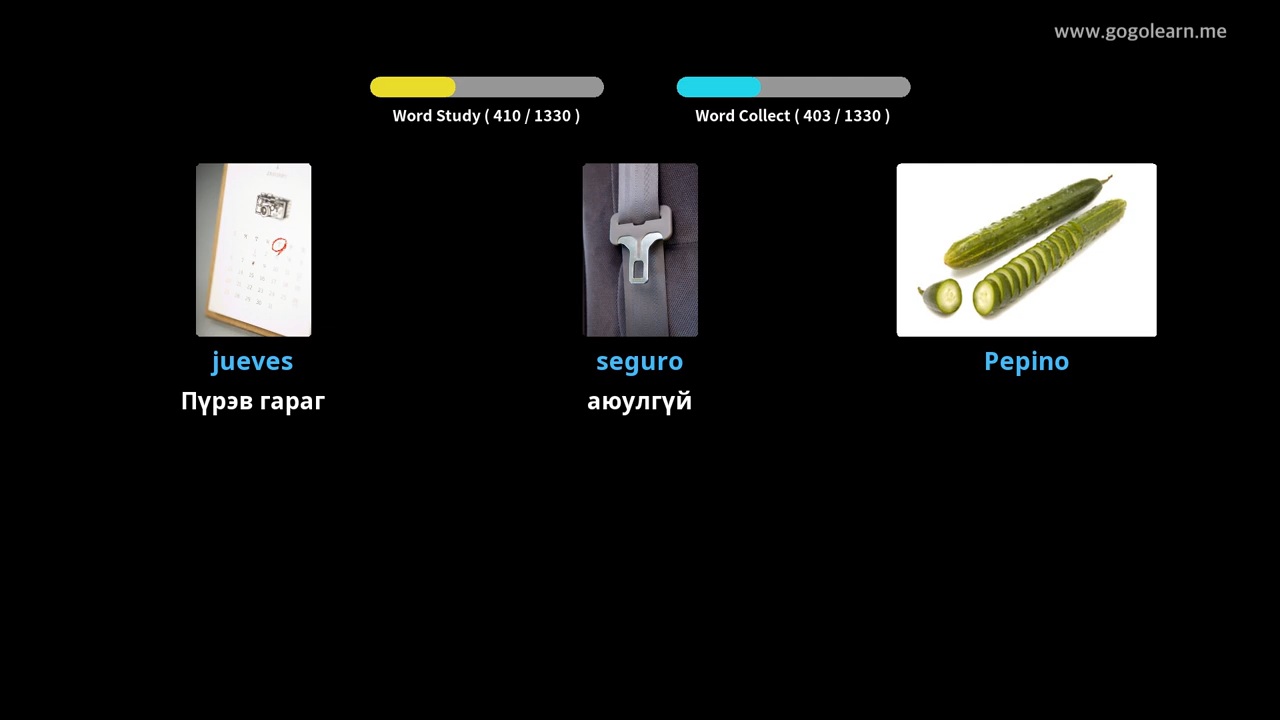 www.gogolearn.me
Word Study ( 410 / 1330 )
Word Collect ( 403 / 1330 )
jueves
seguro
Pepino
Пүрэв гараг
аюулгүй